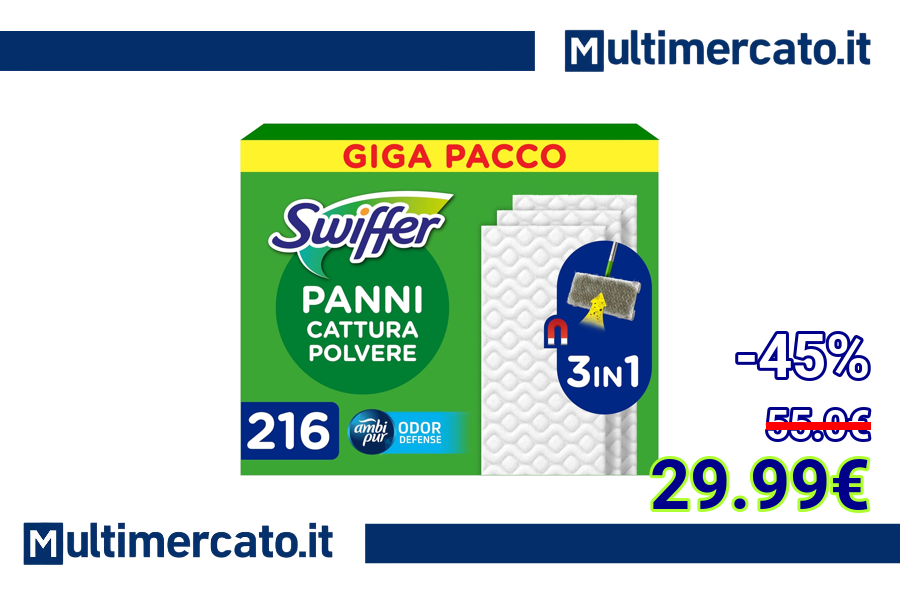 Multimercato.it
GIGA PACCO
Swiffer
PANNI
CATTURA
POLVERE
3IN1
216
ambi
pur
ODOR
DEFENSE
-45%
55.0€
29.99€
Multimercato.it